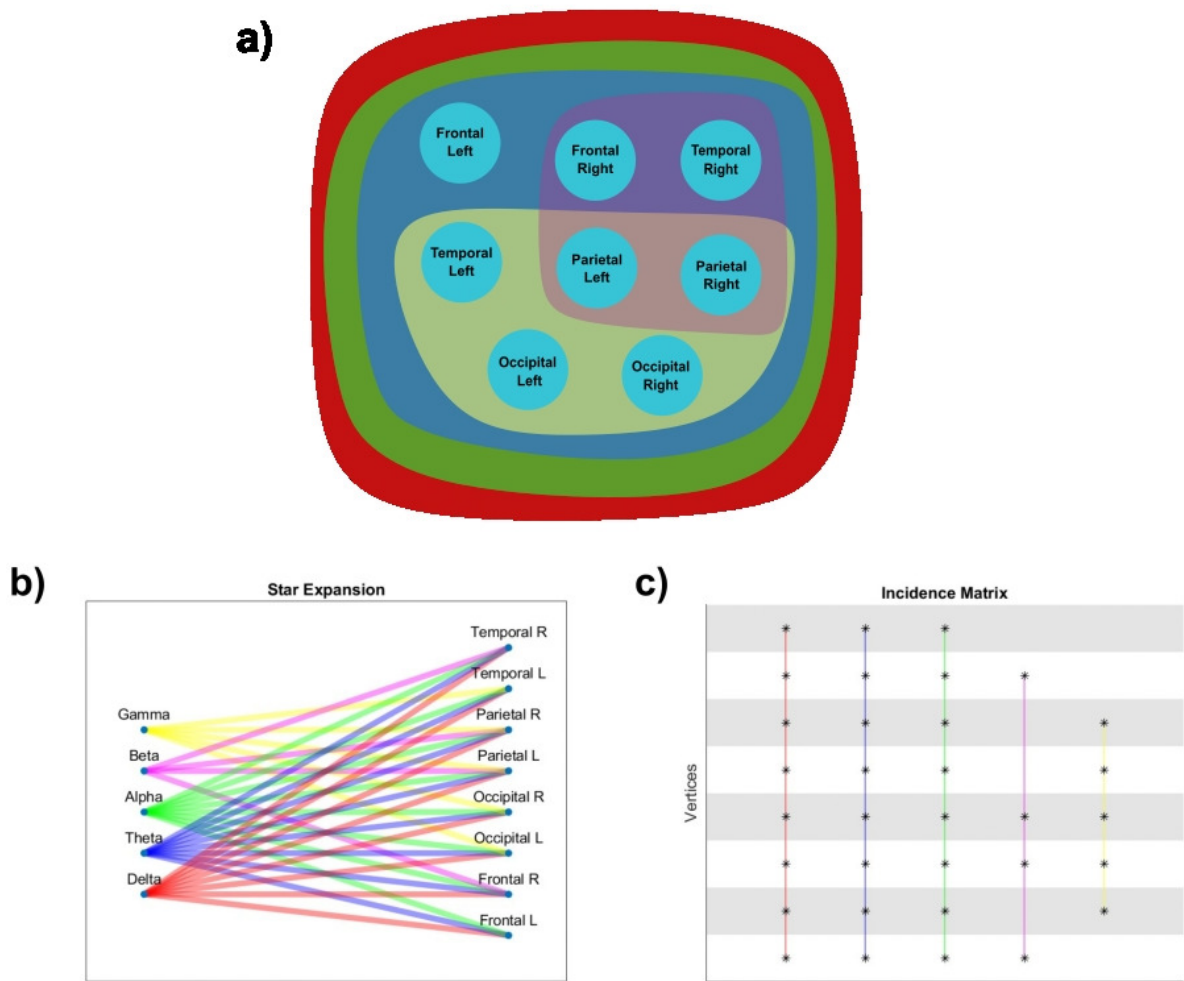 a)
Frontal
Left
Frontal
Right
Temporal
Right
Temporal
Left
Parietal
Left
Parietal
Right
Occipital
Left
Occipital
Right
b)
Star Expansion
Temporal R
Temporal L
Gamma
Parietal R
Beta
Parietal L
Alpha
Occipital R
Theta
Occipital L
Delta
Frontal R
Frontal L
c)
Incidence Matrix
Vertices